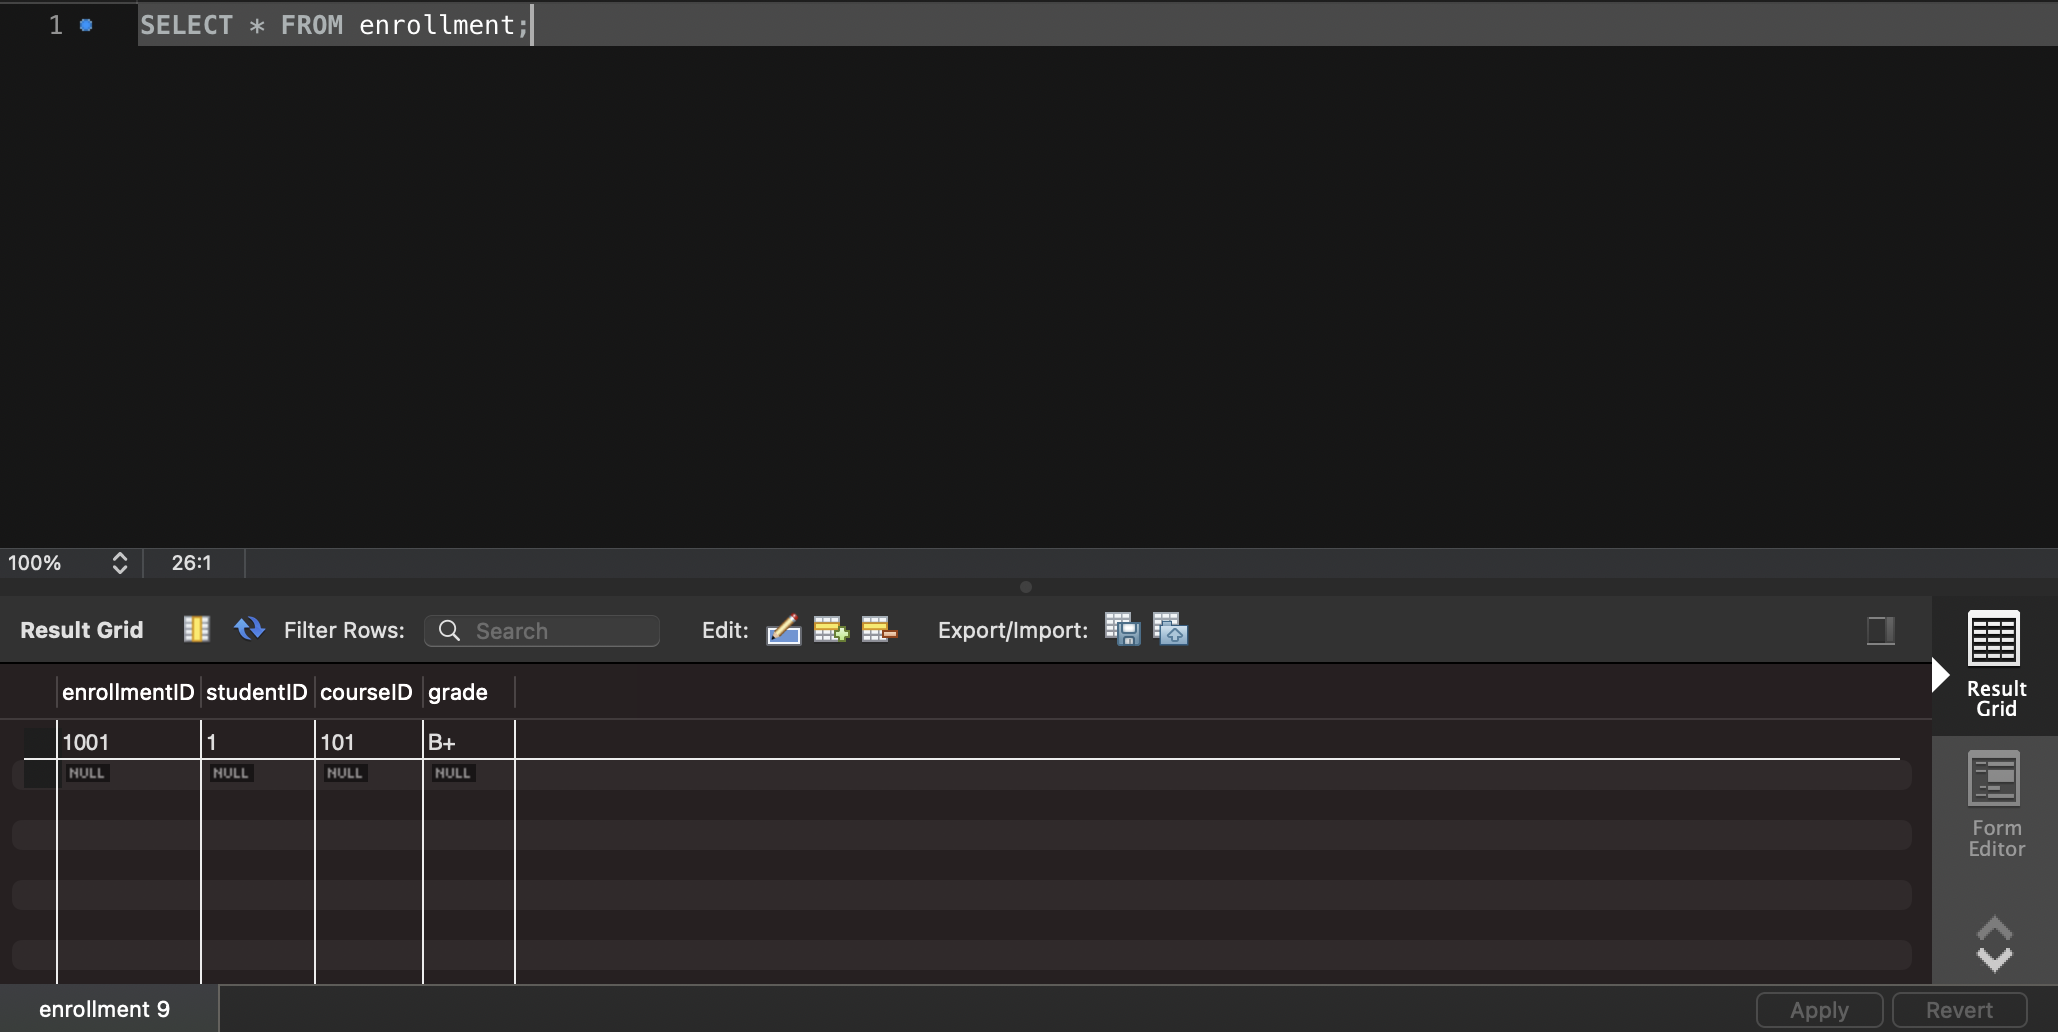 1 SELECT * FROM enrollment;
100% 26:1
Result Grid Filter Rows: Search Edit: Export/Import:
enrollmentID studentID courseID grade
1001 1 101 B+
NULL NULL NULL NULL
Result
Grid
Form
Editor
enrollment 9 Apply Revert